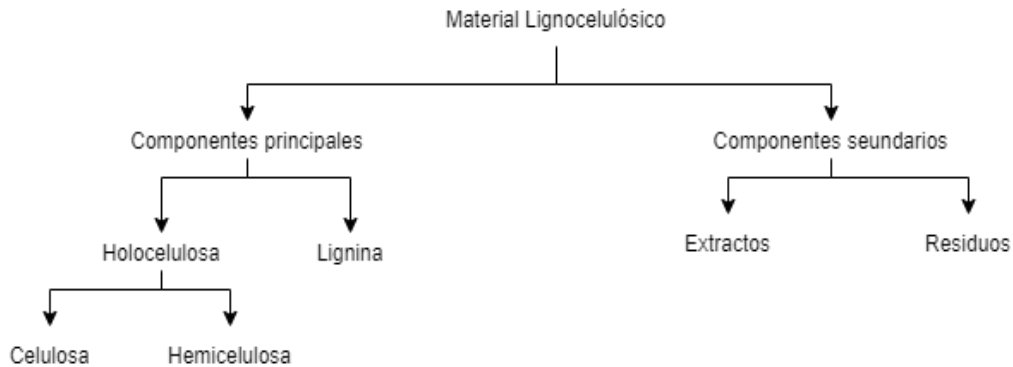 Material Lignocelulósico
Componentes principales
Componentes seundarios
Holocelulosa
Lignina
Extractos
Residuos
Celulosa
Hemicelulosa